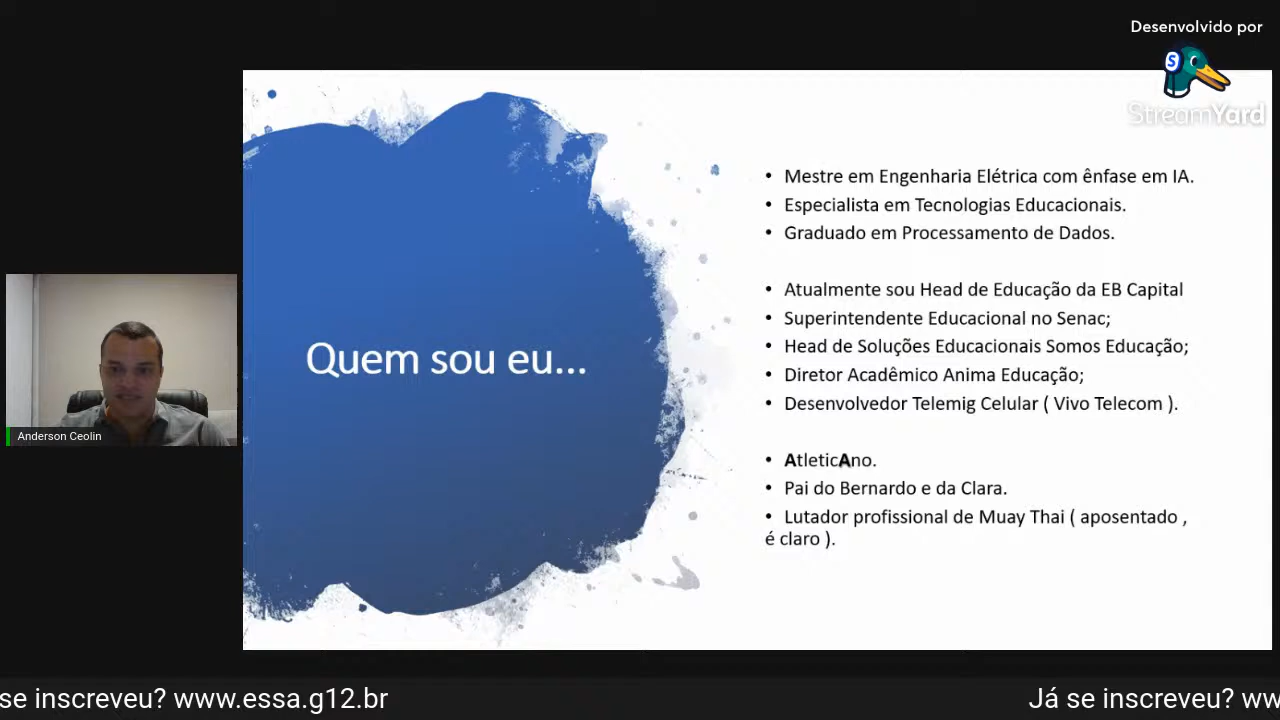 Desenvolvido por
S
StreamYard
Mestre em Engenharia Elétrica com ênfase em IA.
Especialista em Tecnologias Educacionais.
Graduado em Processamento de Dados.
Atualmente sou Head de Educação da EB Capital
Superintendente Educacional no Senac;
Head de Soluções Educacionais Somos Educação;
Diretor Acadêmico Anima Educação;
Desenvolvedor Telemig Celular ( Vivo Telecom ).
AtleticAno.
Pai do Bernardo e da Clara.
Lutador profissional de Muay Thai ( aposentado ,
é claro ).
Quem sou eu...
Anderson Ceolin
se inscreveu? www.essa.g12.br
Já se inscreveu? ww